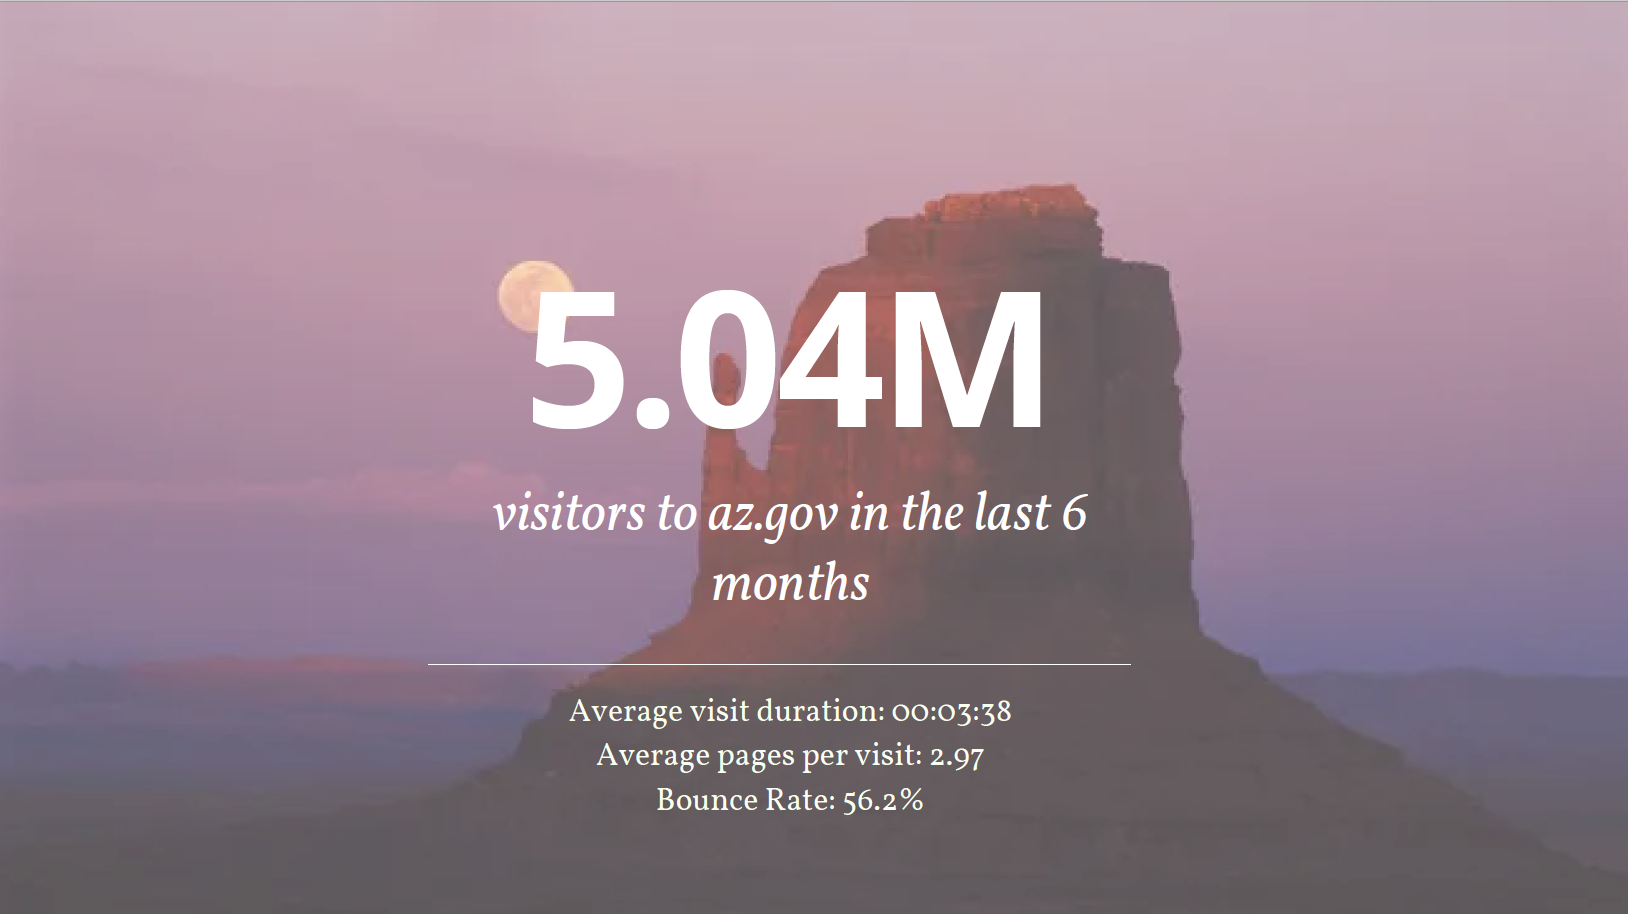 5.04M
visitors to az.gov in the last 6
months
Average visit duration: 00:03:38
Average pages per visit: 2.97
Bounce Rate: 56.2%